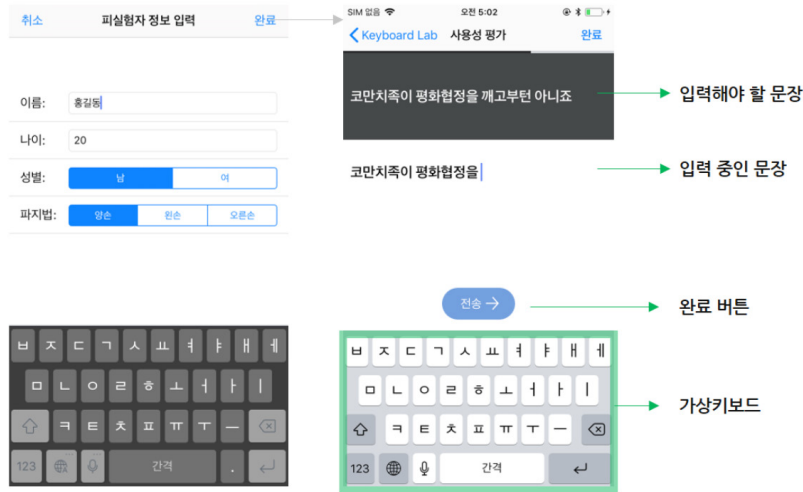 취소 피실험자 정보 입력 완료
이름: 홍길동
나이: 20
성별: 남 여
파지법: 양손 왼손 오른손
ㅂ ㅈ ㄷ ㄱ ㅅ ㅛ ㅕ ㅑ ㅐ ㅔ
ㅁ ㄴ ㅇ ㄹ ㅎ ㅗ ㅓ ㅏ ㅣ
ㅋ ㅌ ㅊ ㅍ ㅠ ㅜ ㅡ
123 간격 .
SIM 없음 오전 5:02
Keyboard Lab 사용성 평가 완료
코만치족이 평화협정을 깨고부턴 아니죠
입력해야 할 문장
코만치족이 평화협정을
입력 중인 문장
전송 →
완료 버튼
ㅂ ㅈ ㄷ ㄱ ㅅ ㅛ ㅕ ㅑ ㅐ ㅔ
ㅁ ㄴ ㅇ ㄹ ㅎ ㅗ ㅓ ㅏ ㅣ
ㅋ ㅌ ㅊ ㅍ ㅠ ㅜ ㅡ
123 간격
가상키보드